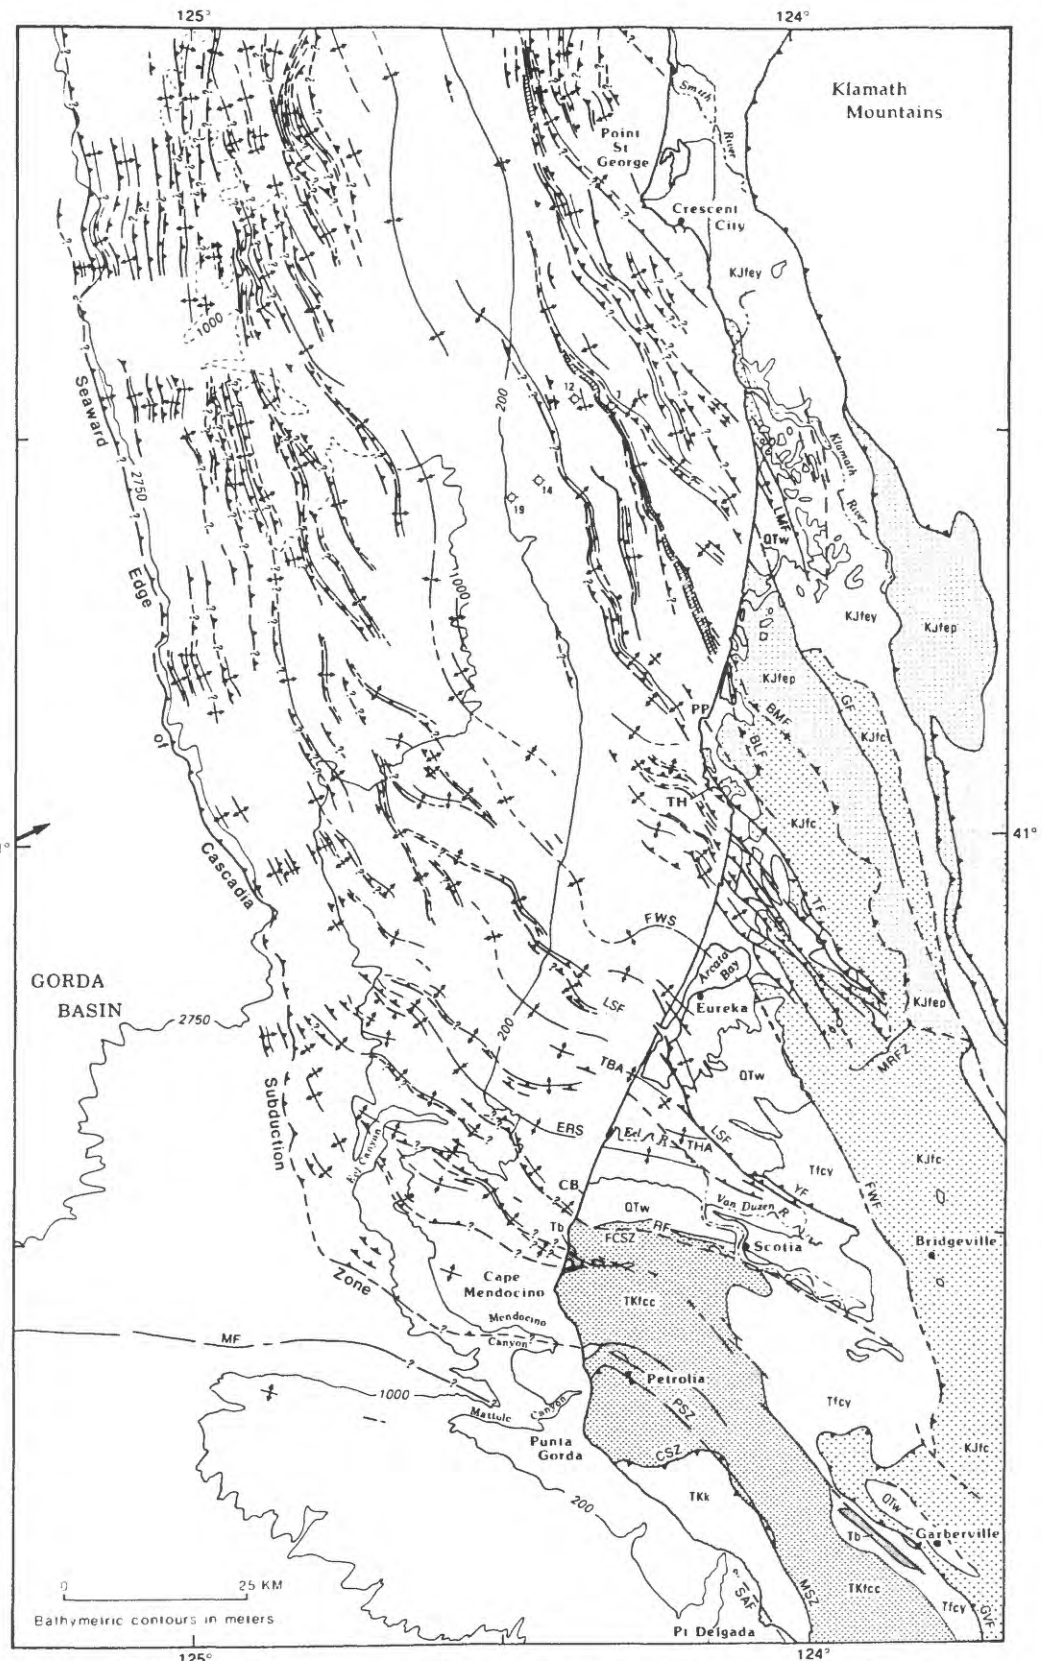 125°
124°
Klamath
Mountains
Smith
River
Point
St
George
Crescent
City
KJfey
1000
Seaward
Edge
of
Cascadia
Subduction
Zone
2750
200
12
7
14
19
1000
Klamath
River
LMF
QTw
KJfey
KJfep
KJfep
GF
PP
BMF
BLF
KJfc
TH
KJfc
41°
TF
FWS
Arcata
Bay
GORDA
BASIN
LSF
Eureka
KJfep
2750
200
MRFZ
TBA
QTw
ERS
Eel R
LSF
THA
Eel Canyon
KJfc
Tfcy
YF
FWF
CB
Van Duzen R
QTw
Tb
RF
FCSZ
Scotia
Bridgeville
Cape
Mendocino
TKfcc
Mendocino
Canyon
MF
Petrolia
1000
Mattole
Canyon
PSZ
Tfcy
Punta
Gorda
CSZ
KJfc
TKk
QTw
200
Tb
Garberville
0
25 KM
SAF
MSZ
TKfcc
Tfcy
GVF
Bathymetric contours in meters
Pt Delgada
125°
124°